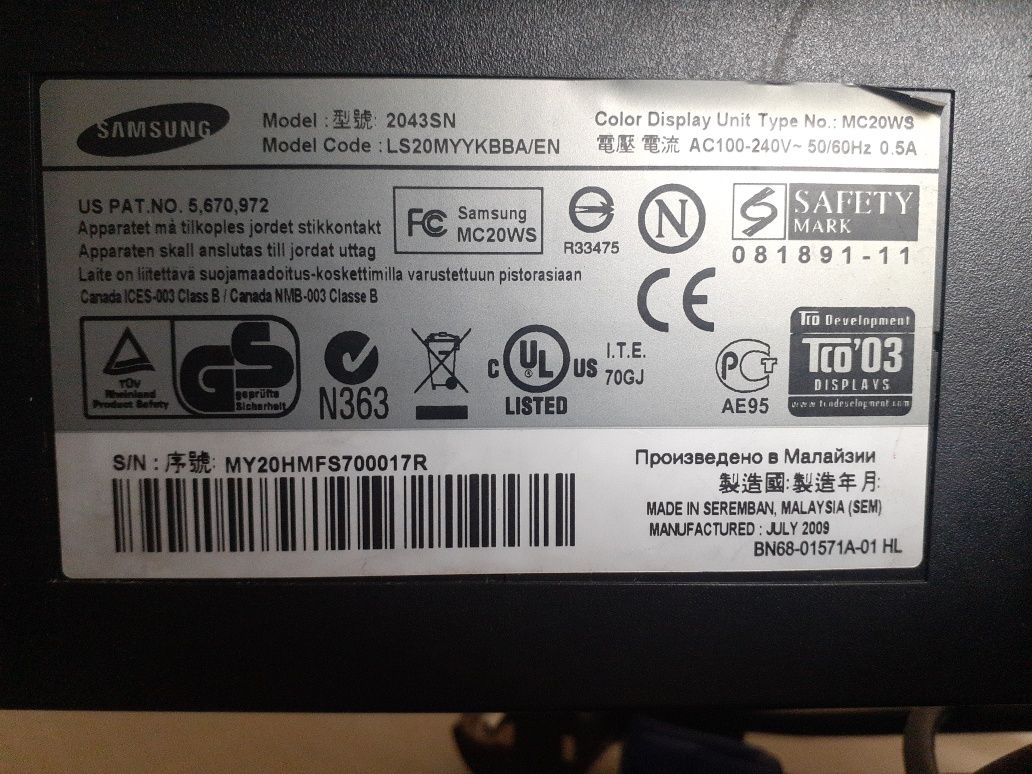 SAMSUNG
Model : 型號: 2043SN
Model Code : LS20MYYKBBA/EN
Color Display Unit Type No.: MC20WS
電壓 電流 AC100-240V~ 50/60Hz 0.5A
US PAT.NO. 5,670,972
Apparatet må tilkoples jordet stikkontakt
Apparaten skall anslutas till jordat uttag
Laite on liitettävä suojamaadoitus-koskettimilla varustettuun pistorasiaan
Canada ICES-003 Class B / Canada NMB-003 Classe B
FC Samsung
MC20WS
R33475
N
S SAFETY
MARK
081891-11
CE
TÜV
Rheinland
Product Safety
GS
geprüfte
Sicherheit
N363
C UL US
LISTED
I.T.E.
70GJ
PCT
AE95
TCO Development
TCO'03
DISPLAYS
www.tcodevelopment.com
S/N : 序號: MY20HMFS700017R
Произведено в Малайзии
製造國: 製造年月:
MADE IN SEREMBAN, MALAYSIA (SEM)
MANUFACTURED : JULY 2009
BN68-01571A-01 HL